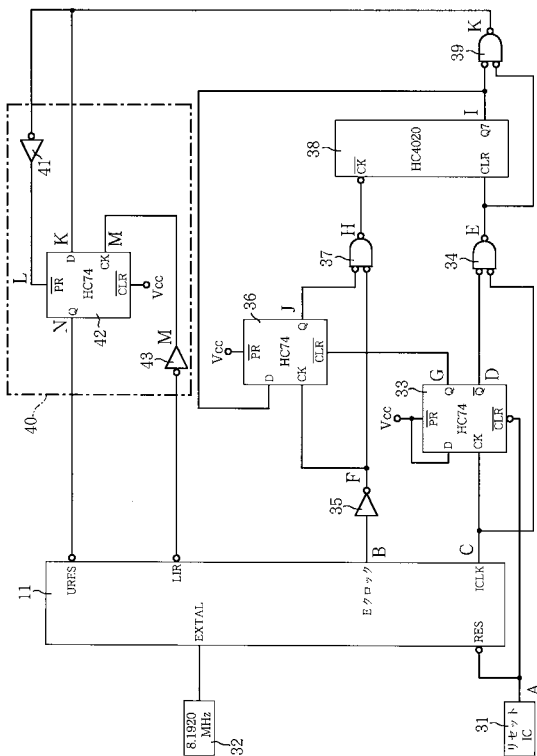 31
リセット
IC
A
8.1920
MHz
32
11
RES
EXTAL
ICLK
Eクロック
LIR
URES
C
B
35
F
Vcc
D
PR
Q
G
33
HC74
CK
CLR
Q
D
34
E
Vcc
D
PR
Q
J
36
HC74
CK
CLR
37
H
38
CK
HC4020
CLR
Q7
I
39
K
40
43
M
N
Q
PR
D
K
HC74
42
CLR
CK
M
Vcc
L
41